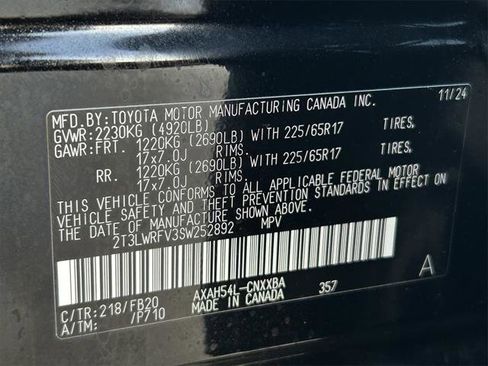 MFD.BY:TOYOTA MOTOR MANUFACTURING CANADA INC. 11/24
GVWR:2230KG (4920LB)
GAWR:FRT. 1220KG (2690LB) WITH 225/65R17 TIRES,
17x7.0J RIMS.
RR. 1220KG (2690LB) WITH 225/65R17 TIRES,
17x7.0J RIMS.
THIS VEHICLE CONFORMS TO ALL APPLICABLE FEDERAL MOTOR
VEHICLE SAFETY AND THEFT PREVENTION STANDARDS IN EFFECT ON
THE DATE OF MANUFACTURE SHOWN ABOVE.
2T3LWRFV3SW252892 MPV
C/TR:218/FB20 AXAH54L-CNXXBA A
A/TM: /P710 MADE IN CANADA 357